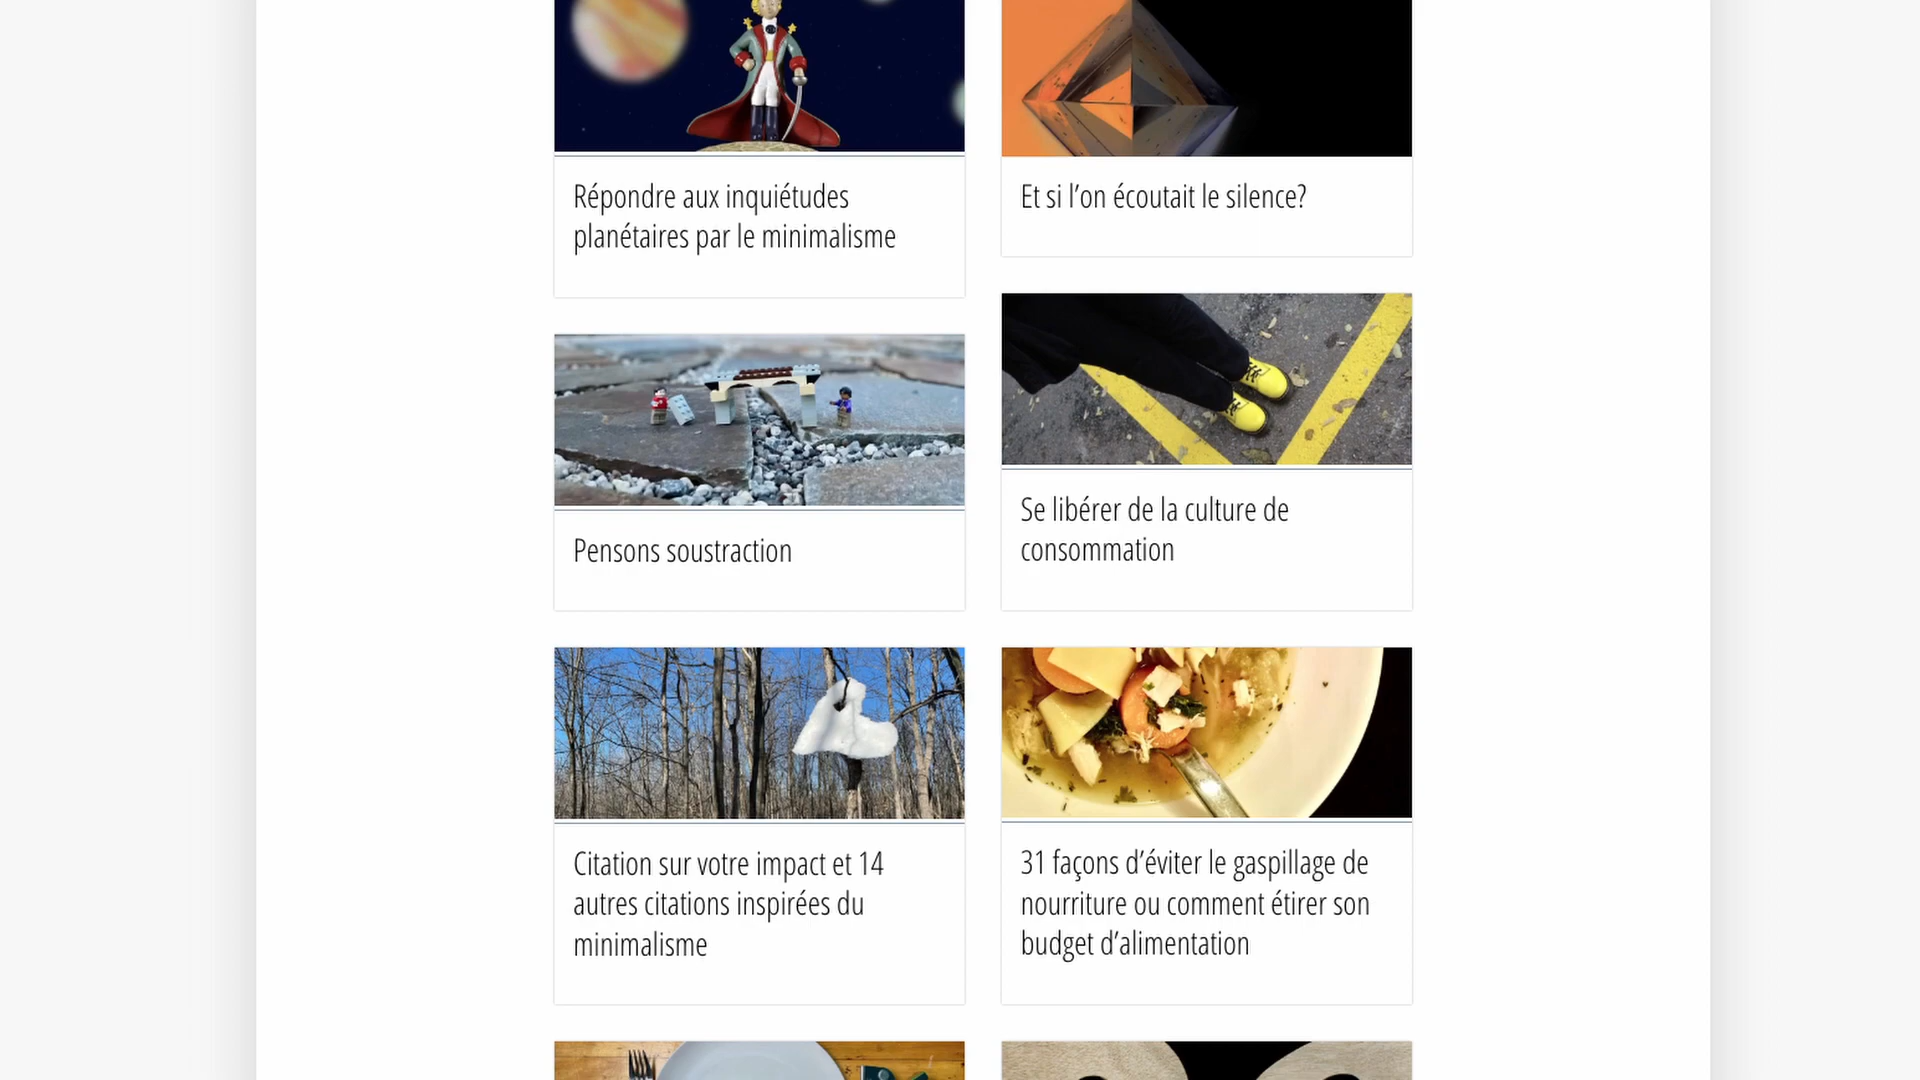 Répondre aux inquiétudes
planétaires par le minimalisme
Et si l’on écoutait le silence?
Pensons soustraction
Se libérer de la culture de
consommation
Citation sur votre impact et 14
autres citations inspirées du
minimalisme
31 façons d’éviter le gaspillage de
nourriture ou comment étirer son
budget d’alimentation